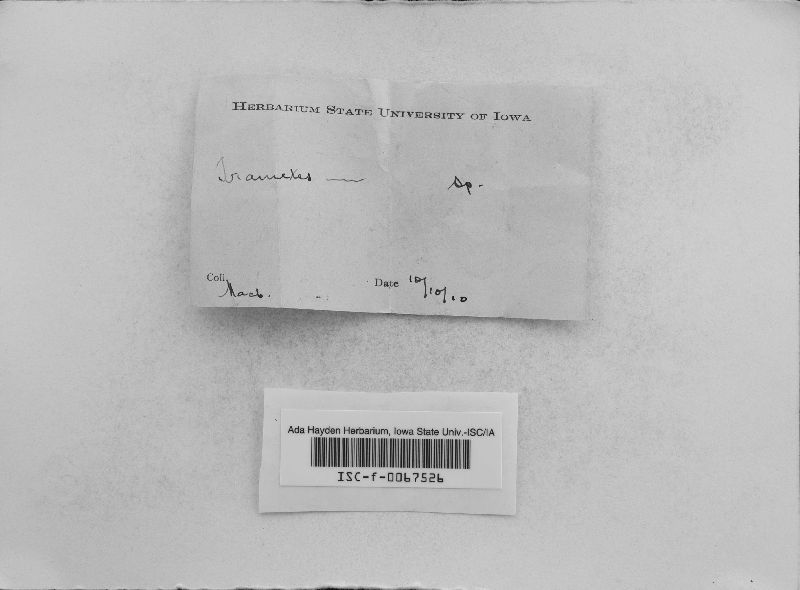 HERBARIUM STATE UNIVERSITY OF IOWA
Trametes — sp.
Coll. Macb. Date 10/10/10
Ada Hayden Herbarium, Iowa State Univ.-ISC/IA
ISC-f-0067526